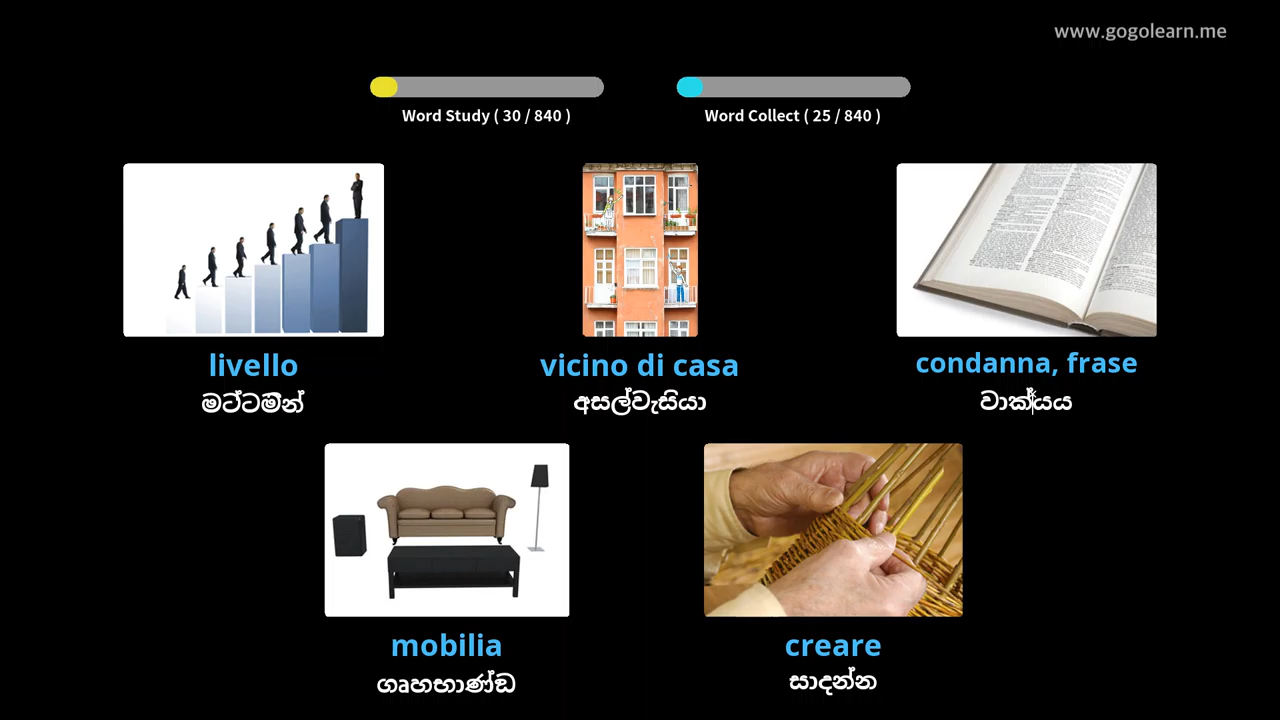 www.gogolearn.me
Word Study ( 30 / 840 )
Word Collect ( 25 / 840 )
livello
මට්ටමින්
vicino di casa
අසල්වැසියා
condanna, frase
වාක්‍යය
mobilia
ගෘහභාණ්ඩ
creare
සාදන්න